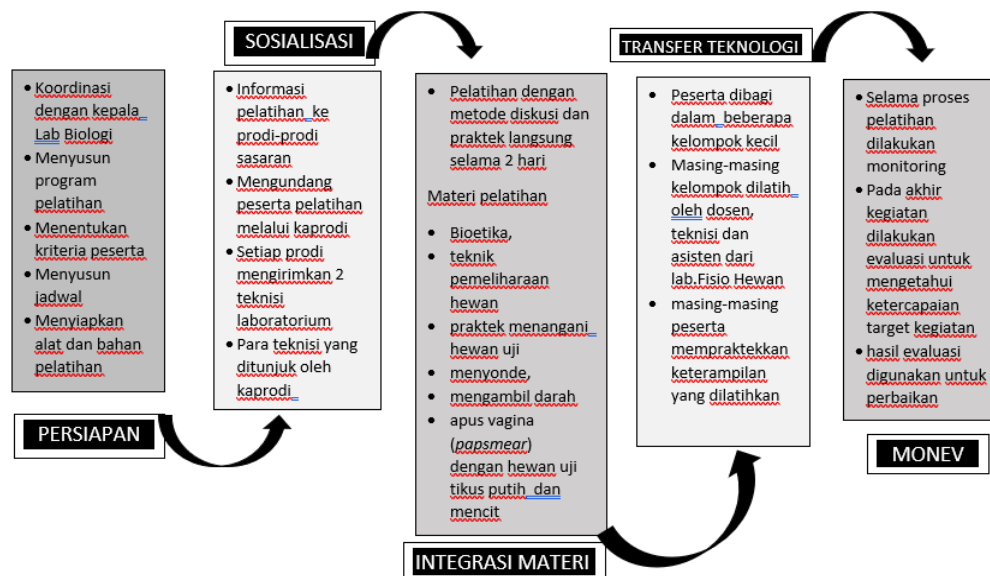 PERSIAPAN
• Koordinasi
dengan kepala
Lab Biologi
• Menyusun
program
pelatihan
• Menentukan
kriteria peserta
• Menyusun
jadwal
• Menyiapkan
alat dan bahan
pelatihan
SOSIALISASI
• Informasi
pelatihan ke
prodi-prodi
sasaran
• Mengundang
peserta pelatihan
melalui kaprodi
• Setiap prodi
mengirimkan 2
teknisi
laboratorium
• Para teknisi yang
ditunjuk oleh
kaprodi
INTEGRASI MATERI
• Pelatihan dengan
metode diskusi dan
praktek langsung
selama 2 hari
Materi pelatihan
• Bioetika,
• teknik
pemeliharaan
hewan
• praktek menangani
hewan uji
• menyonde,
• mengambil darah
• apus vagina
(papsmear)
dengan hewan uji
tikus putih dan
mencit
TRANSFER TEKNOLOGI
• Peserta dibagi
dalam beberapa
kelompok kecil
• Masing-masing
kelompok dilatih
oleh dosen,
teknisi dan
asisten dari
lab.Fisio Hewan
• masing-masing
peserta
mempraktekkan
keterampilan
yang dilatihkan
MONEV
• Selama proses
pelatihan
dilakukan
monitoring
• Pada akhir
kegiatan
dilakukan
evaluasi untuk
mengetahui
ketercapaian
target kegiatan
• hasil evaluasi
digunakan untuk
perbaikan